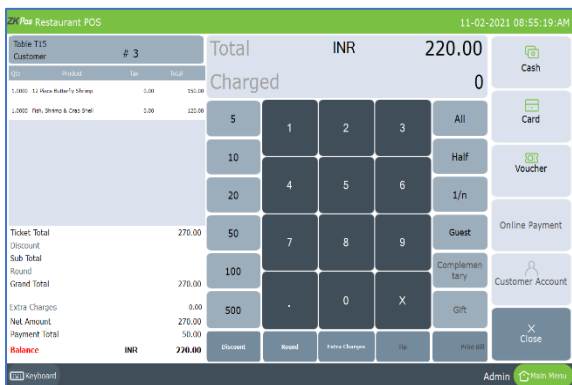 ZKPos Restaurant POS 11-02-2021 08:55:19:AM
Table T15
Customer # 3
Qty Product Tax Total
1.0000 12 Piece Butterfly Shrimp 0.00 150.00
1.0000 Fish, Shrimp & Crab Shell 0.00 120.00
Ticket Total 270.00
Discount
Sub Total
Round
Grand Total 270.00
Extra Charges 0.00
Net Amount 270.00
Payment Total 50.00
Balance INR 220.00
Total INR 220.00
Charged 0
5 1 2 3 All
10 Half
20 4 5 6 1/n
50 7 8 9 Guest
100 Complemen
tary
500 . 0 X Gift
Discount Round Extra Charges Tip Print Bill
Cash
Card
Voucher
Online Payment
Customer Account
X
Close
Keyboard Admin Main Menu